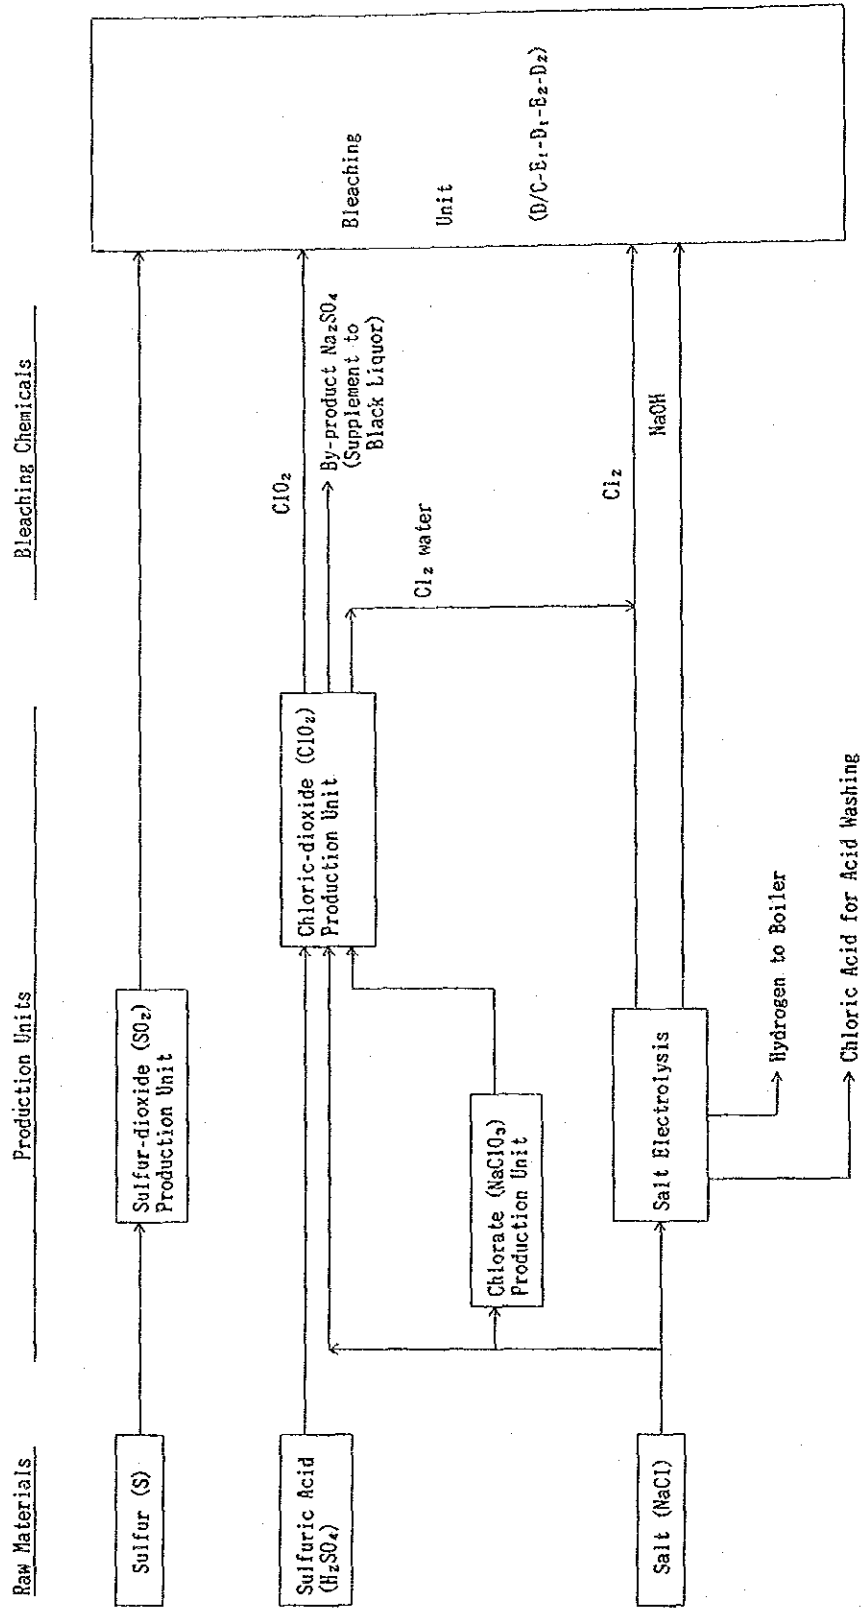 Raw Materials
Production Units
Bleaching Chemicals
Sulfur (S)
Sulfur-dioxide (SO₂)
Production Unit
Sulfuric Acid
(H₂SO₄)
Chloric-dioxide (ClO₂)
Production Unit
ClO₂
By-product Na₂SO₄
(Supplement to
Black Liquor)
Cl₂ water
Chlorate (NaClO₃)
Production Unit
Salt (NaCl)
Salt Electrolysis
Cl₂
NaOH
Hydrogen to Boiler
Chloric Acid for Acid Washing
Bleaching
Unit
(D/C-E₁-D₁-E₂-D₂)